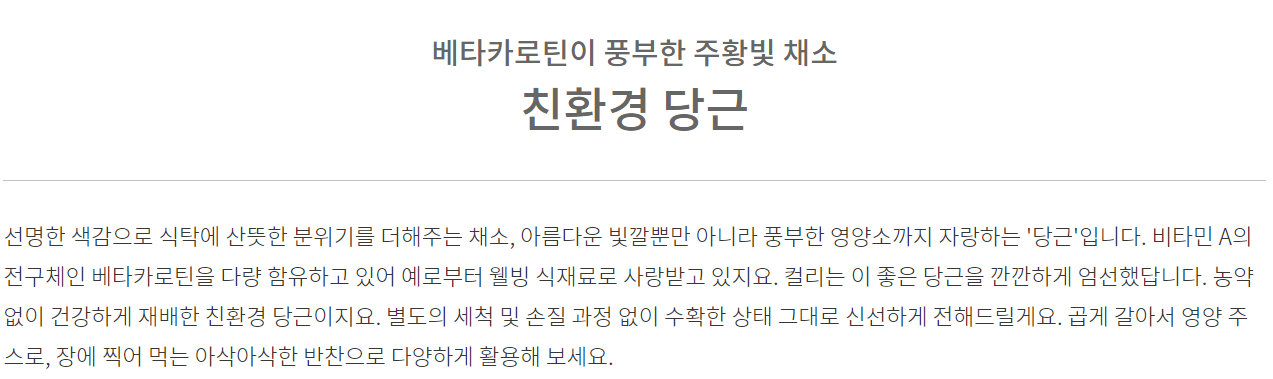 베타카로틴이 풍부한 주황빛 채소
친환경 당근
선명한 색감으로 식탁에 산뜻한 분위기를 더해주는 채소, 아름다운 빛깔뿐만 아니라 풍부한 영양소까지 자랑하는 '당근'입니다. 비타민 A의
전구체인 베타카로틴을 다량 함유하고 있어 예로부터 웰빙 식재료로 사랑받고 있지요. 컬리는 이 좋은 당근을 깐깐하게 엄선했답니다. 농약
없이 건강하게 재배한 친환경 당근이지요. 별도의 세척 및 손질 과정 없이 수확한 상태 그대로 신선하게 전해드릴게요. 곱게 갈아서 영양 주
스로, 장에 찍어 먹는 아삭아삭한 반찬으로 다양하게 활용해 보세요.